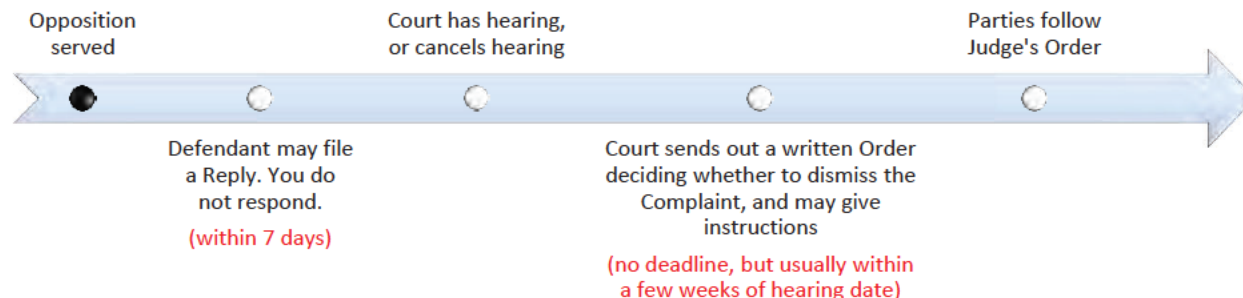 Opposition
served
Court has hearing,
or cancels hearing
Parties follow
Judge's Order
Defendant may file
a Reply. You do
not respond.
(within 7 days)
Court sends out a written Order
deciding whether to dismiss the
Complaint, and may give
instructions
(no deadline, but usually within
a few weeks of hearing date)